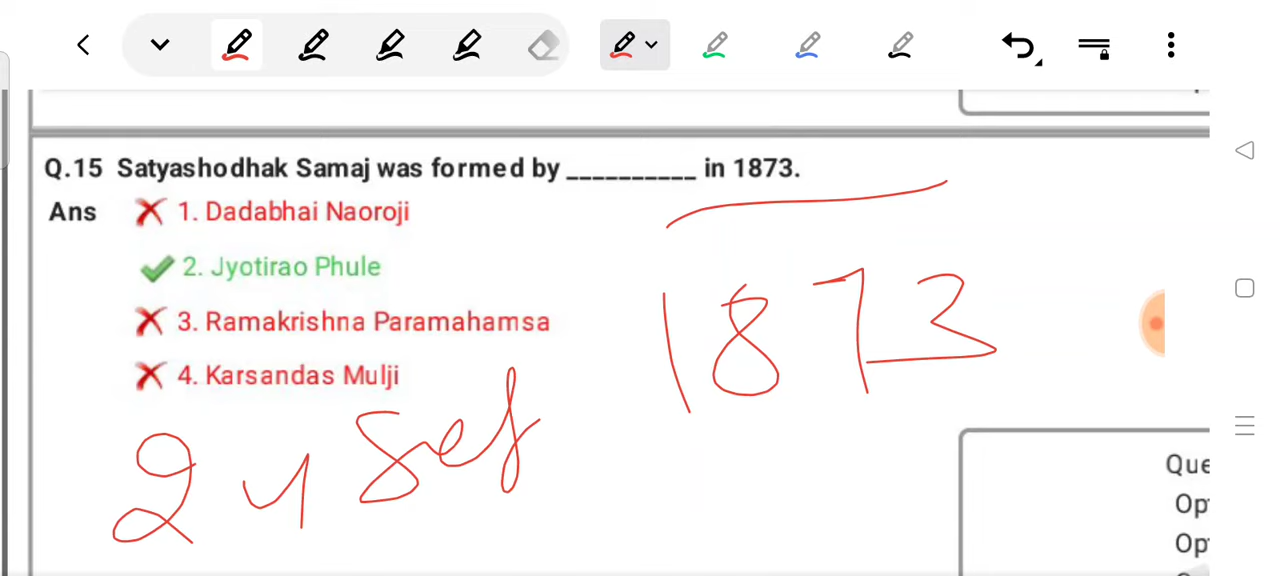 Q.15 Satyashodhak Samaj was formed by __________ in 1873.
Ans 1. Dadabhai Naoroji
2. Jyotirao Phule
3. Ramakrishna Paramahamsa
4. Karsandas Mulji
1873
24 Sep
Que
Op
Op